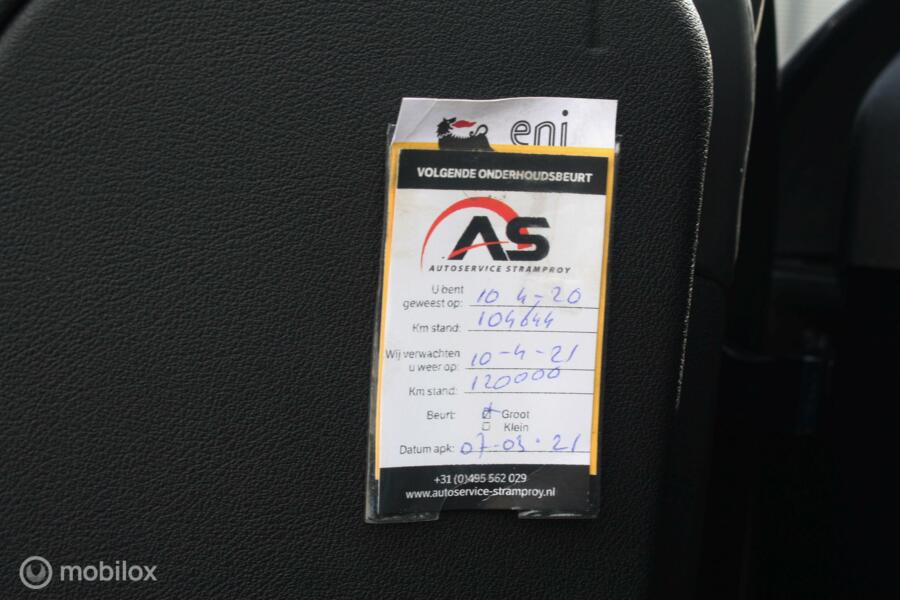 eni
VOLGENDE ONDERHOUDSBEURT
AS
AUTOSERVICE STRAMPROY
U bent
geweest op: 10-4-20
Km stand: 104644
Wij verwachten
u weer op: 10-4-21
Km stand: 120000
Beurt: Groot
Klein
Datum apk: 07-03-21
+31 (0)495 562 029
www.autoservice-stramproy.nl
mobilox